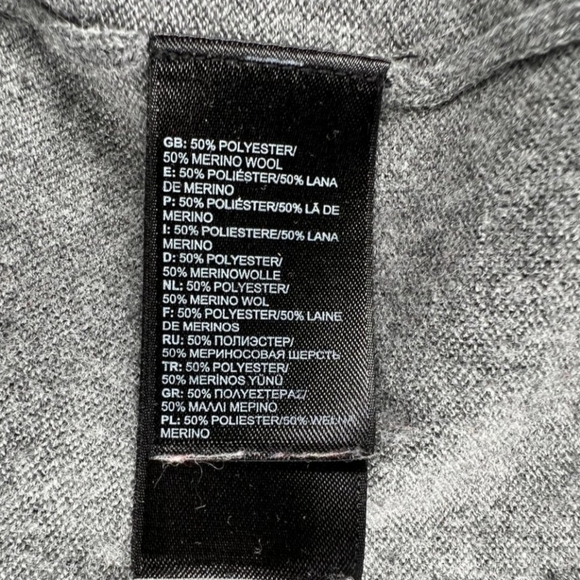 GB: 50% POLYESTER/
50% MERINO WOOL
E: 50% POLIÉSTER/50% LANA
DE MERINO
P: 50% POLIÉSTER/50% LÃ DE
MERINO
I: 50% POLIESTERE/50% LANA
MERINO
D: 50% POLYESTER/
50% MERINOWOLLE
NL: 50% POLYESTER/
50% MERINO WOL
F: 50% POLYESTER/50% LAINE
DE MERINOS
RU: 50% ПОЛИЭСТЕР/
50% МЕРИНОСОВАЯ ШЕРСТЬ
TR: 50% POLYESTER/
50% MERİNOS YÜNÜ
GR: 50% ΠΟΛΥΕΣΤΕΡΑΣ/
50% ΜΑΛΛΙ ΜΕΡΙΝΟ
PL: 50% POLIESTER/50% WEŁNA
MERINO